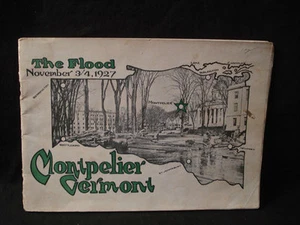 The Flood
November 3/4, 1927
Montpelier
Vermont